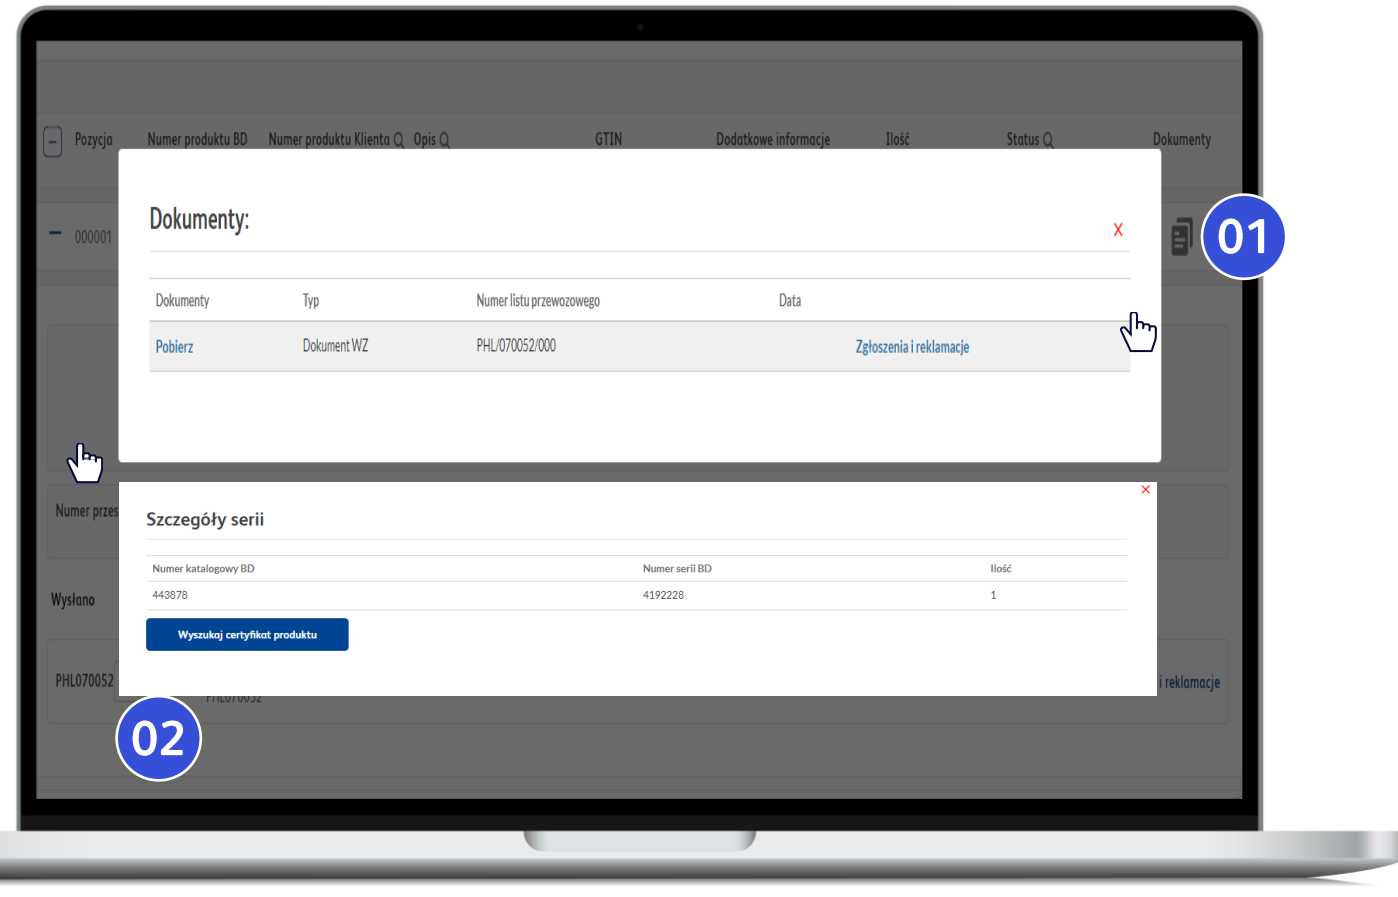 Pozycja Numer produktu BD Numer produktu Klienta Opis GTIN Dodatkowe informacje Ilość Status Dokumenty
Dokumenty:
X
000001
01
Dokumenty Typ Numer listu przewozowego Data
Pobierz Dokument WZ PHL/070052/000 Zgłoszenia i reklamacje
Numer przes
Szczegóły serii
Numer katalogowy BD Numer serii BD Ilość
443878 4192228 1
Wysłano
Wyszukaj certyfikat produktu
PHL070052 i reklamacje
PHL070052
02